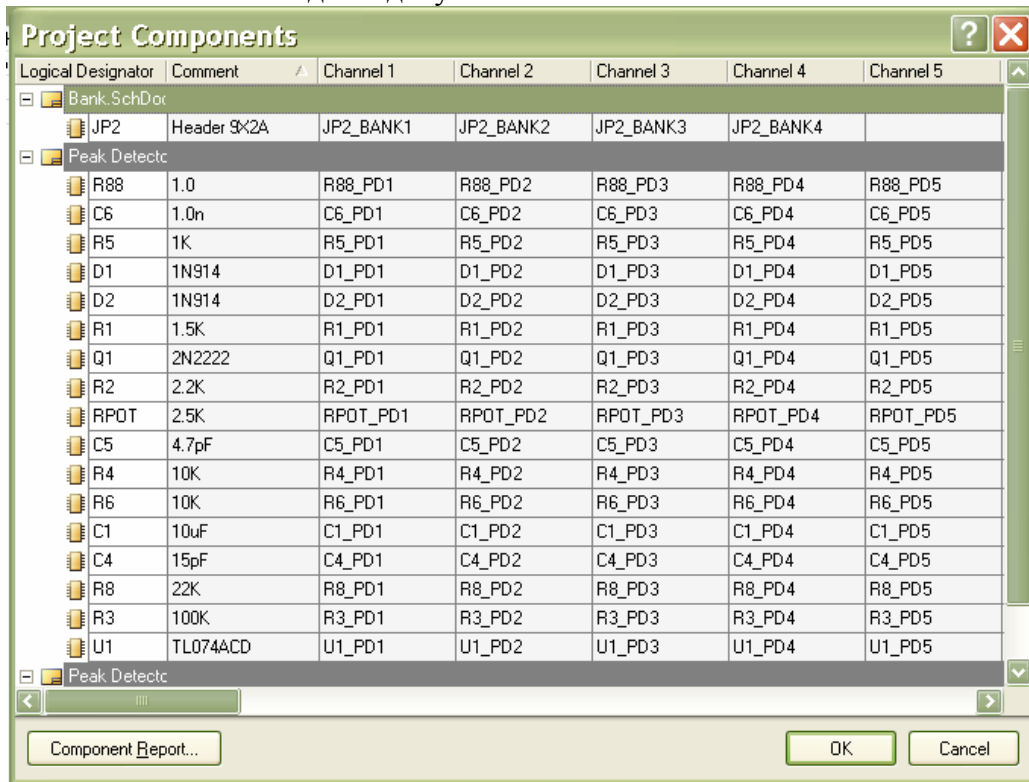 Project Components
Logical Designator Comment Channel 1 Channel 2 Channel 3 Channel 4 Channel 5
Bank.SchDoc
JP2 Header 9X2A JP2_BANK1 JP2_BANK2 JP2_BANK3 JP2_BANK4
Peak Detectc
R88 1.0 R88_PD1 R88_PD2 R88_PD3 R88_PD4 R88_PD5
C6 1.0n C6_PD1 C6_PD2 C6_PD3 C6_PD4 C6_PD5
R5 1K R5_PD1 R5_PD2 R5_PD3 R5_PD4 R5_PD5
D1 1N914 D1_PD1 D1_PD2 D1_PD3 D1_PD4 D1_PD5
D2 1N914 D2_PD1 D2_PD2 D2_PD3 D2_PD4 D2_PD5
R1 1.5K R1_PD1 R1_PD2 R1_PD3 R1_PD4 R1_PD5
Q1 2N2222 Q1_PD1 Q1_PD2 Q1_PD3 Q1_PD4 Q1_PD5
R2 2.2K R2_PD1 R2_PD2 R2_PD3 R2_PD4 R2_PD5
RPOT 2.5K RPOT_PD1 RPOT_PD2 RPOT_PD3 RPOT_PD4 RPOT_PD5
C5 4.7pF C5_PD1 C5_PD2 C5_PD3 C5_PD4 C5_PD5
R4 10K R4_PD1 R4_PD2 R4_PD3 R4_PD4 R4_PD5
R6 10K R6_PD1 R6_PD2 R6_PD3 R6_PD4 R6_PD5
C1 10uF C1_PD1 C1_PD2 C1_PD3 C1_PD4 C1_PD5
C4 15pF C4_PD1 C4_PD2 C4_PD3 C4_PD4 C4_PD5
R8 22K R8_PD1 R8_PD2 R8_PD3 R8_PD4 R8_PD5
R3 100K R3_PD1 R3_PD2 R3_PD3 R3_PD4 R3_PD5
U1 TL074ACD U1_PD1 U1_PD2 U1_PD3 U1_PD4 U1_PD5
Peak Detectc
Component Report... OK Cancel